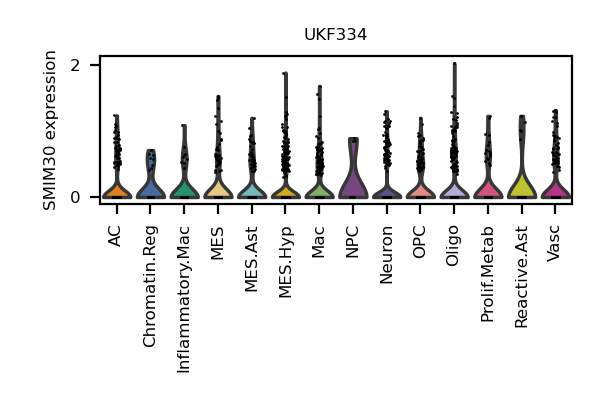 UKF334
SMIM30 expression
2
0
AC
Chromatin.Reg
Inflammatory.Mac
MES
MES.Ast
MES.Hyp
Mac
NPC
Neuron
OPC
Oligo
Prolif.Metab
Reactive.Ast
Vasc